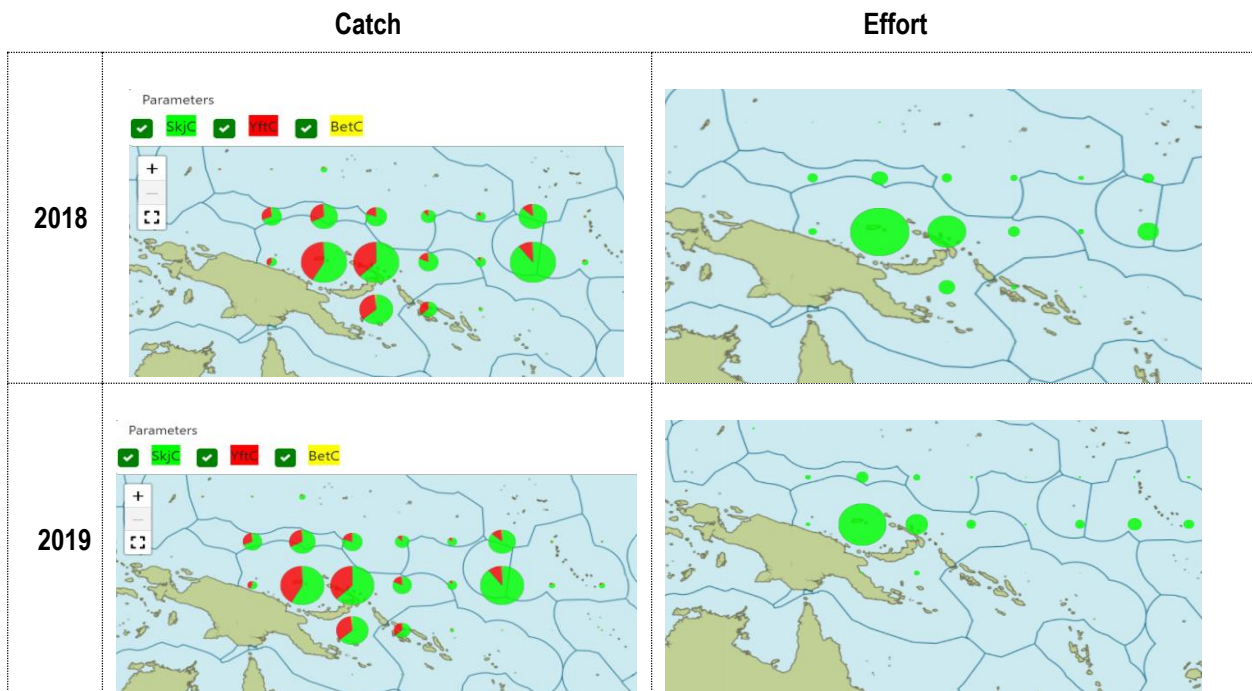 Catch Effort
Parameters
SkjC YftC BetC
+
2018
Parameters
SkjC YftC BetC
+
2019